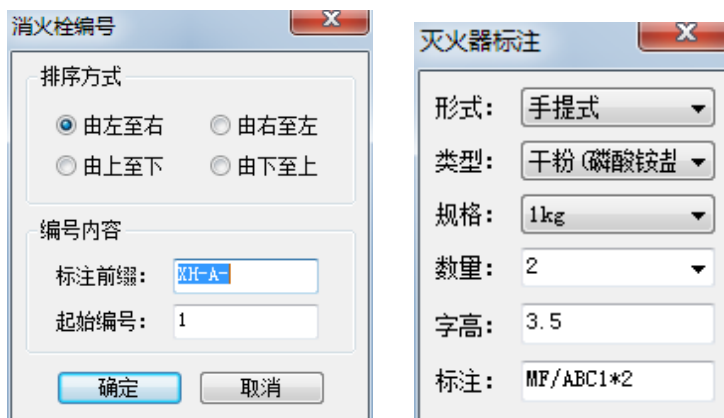 消火栓编号
排序方式
由左至右 由右至左
由上至下 由下至上
编号内容
标注前缀: XH-A-
起始编号: 1
确定 取消
灭火器标注
形式: 手提式
类型: 干粉(磷酸铵盐
规格: 1kg
数量: 2
字高: 3.5
标注: MF/ABC1*2